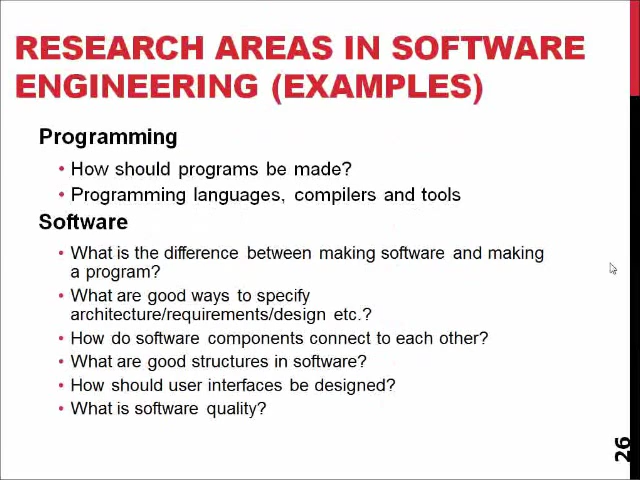 RESEARCH AREAS IN SOFTWARE
ENGINEERING (EXAMPLES)
Programming
• How should programs be made?
• Programming languages, compilers and tools
Software
• What is the difference between making software and making
a program?
• What are good ways to specify
architecture/requirements/design etc.?
• How do software components connect to each other?
• What are good structures in software?
• How should user interfaces be designed?
• What is software quality?
26